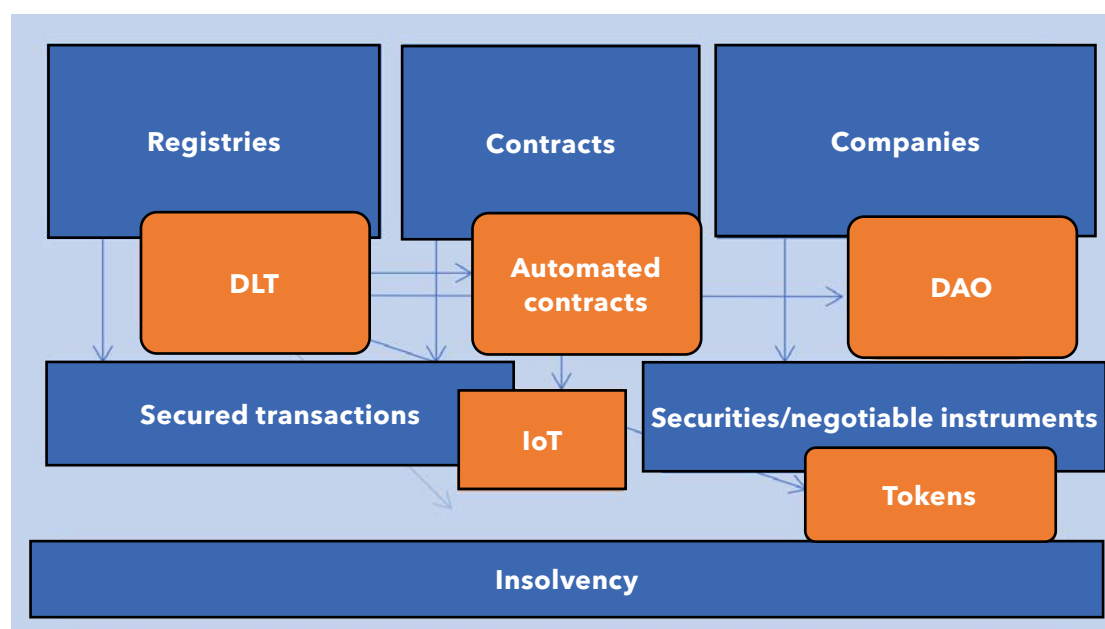 Registries
Contracts
Companies
DLT
Automated
contracts
DAO
Secured transactions
IoT
Securities/negotiable instruments
Tokens
Insolvency